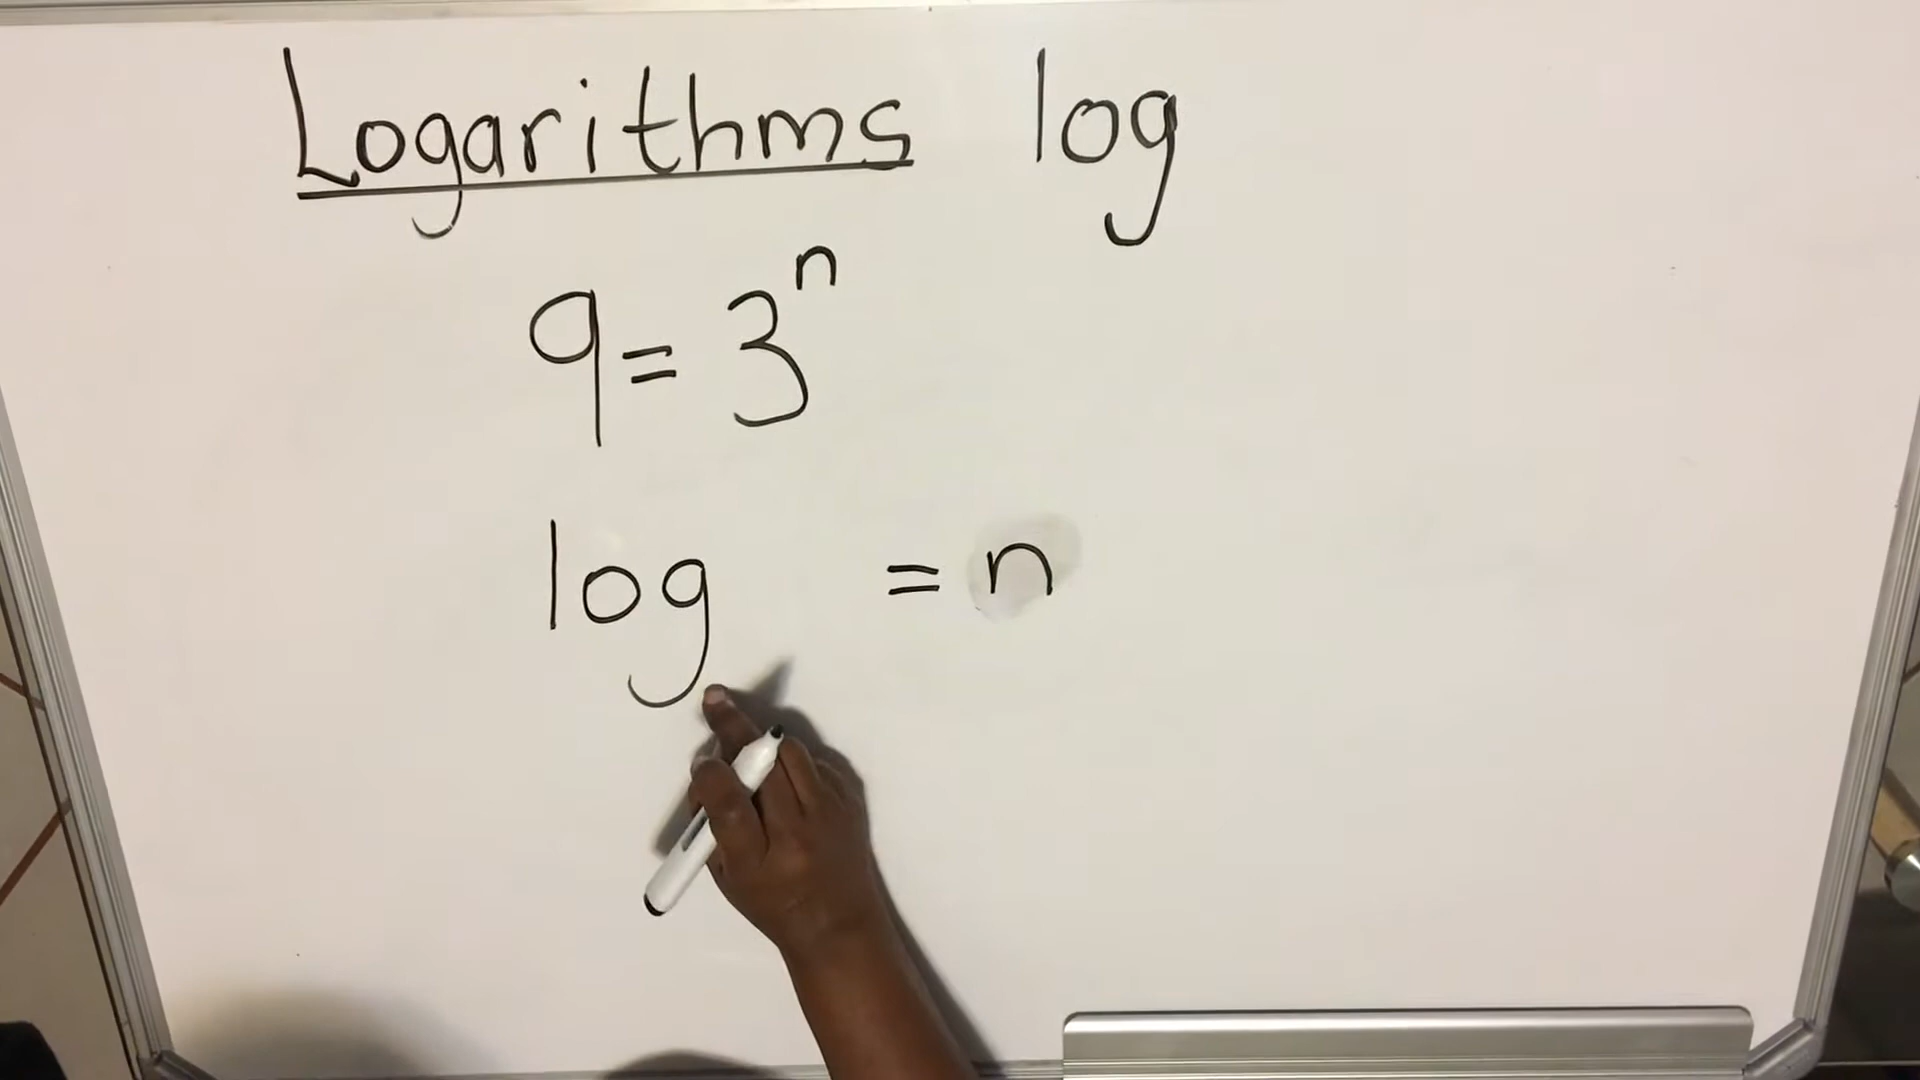 Logarithms log
9 = 3ⁿ
log = n